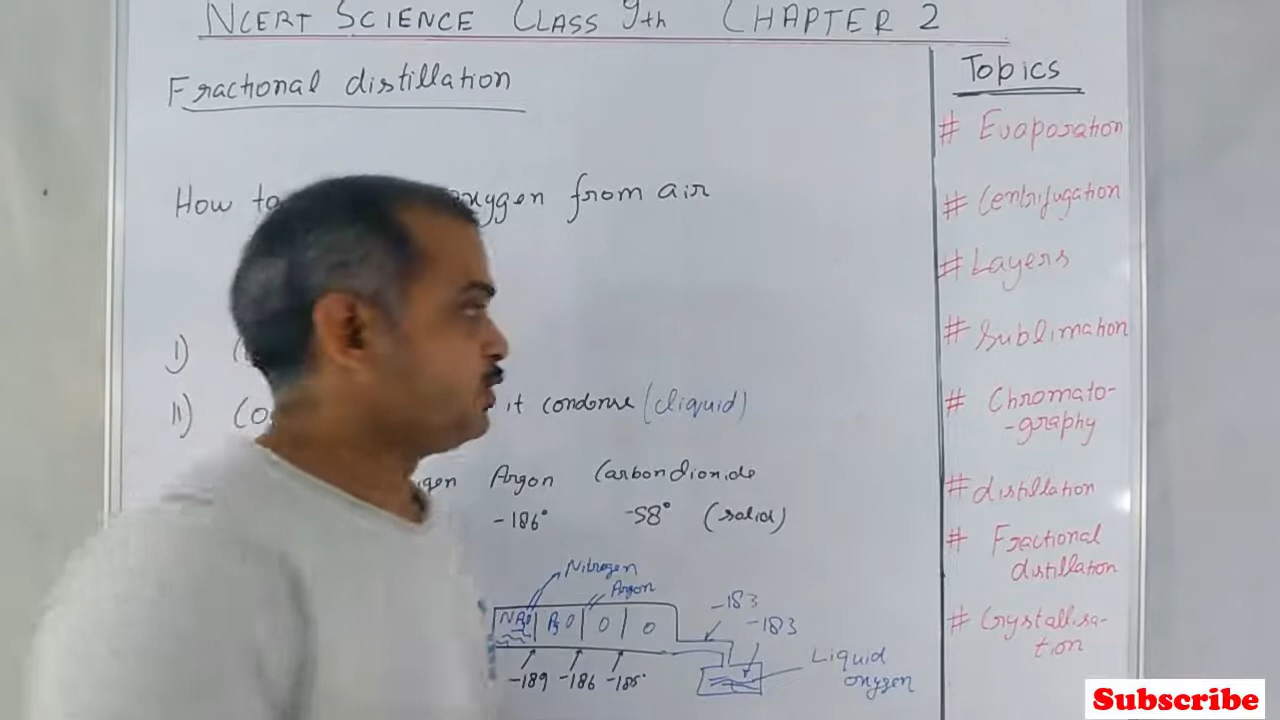 NCERT SCIENCE CLASS 9th CHAPTER 2
Fractional distillation
How to oxygen from air
I)
II) it condense (liquid)
Argon Carbondioxide
-186° -58° (solid)
Nitrogen
Argon
O O
-189 -186 -185°
-183
-183
Liquid
oxygen
Topics
# Evaporation
# Centrifugation
# Layers
# Sublimation
# Chromato-
-graphy
# distillation
# Fractional
distillation
# Crystallisa-
tion
Subscribe